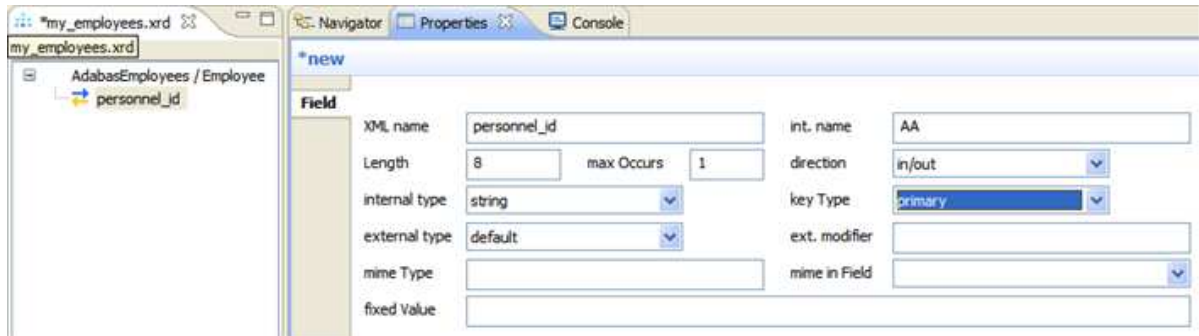 *my_employees.xrd
my_employees.xrd
AdabasEmployees / Employee
personnel_id
Navigator Properties Console
*new
Field
XML name personnel_id int. name AA
Length 8 max Occurs 1 direction in/out
internal type string key Type primary
external type default ext. modifier
mime Type mime in Field
fixed Value